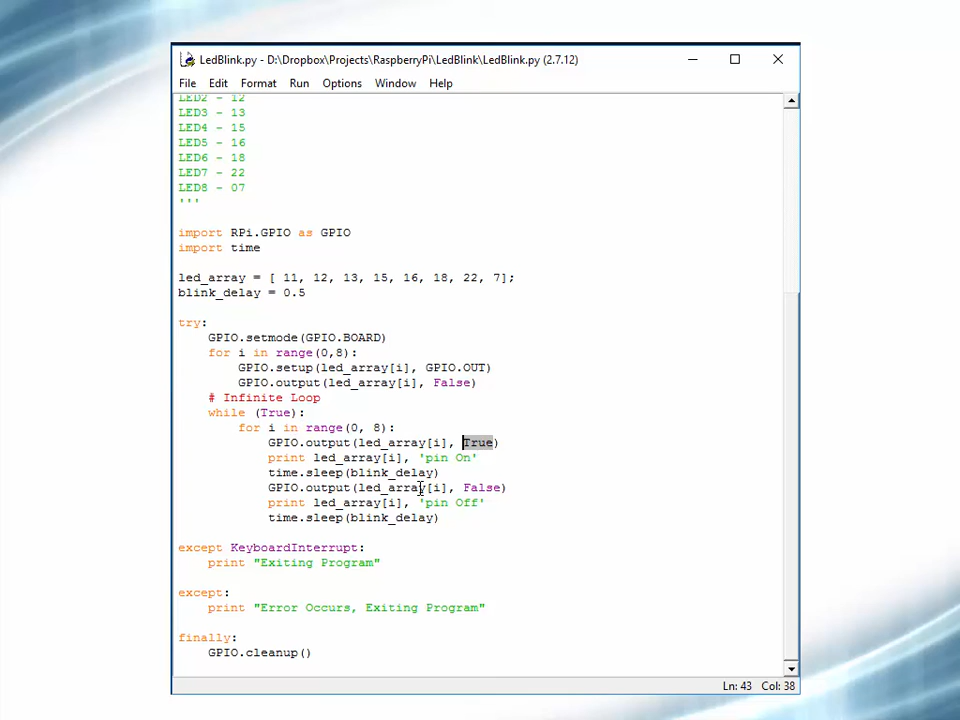 LedBlink.py - D:\Dropbox\Projects\RaspberryPi\LedBlink\LedBlink.py (2.7.12)
File Edit Format Run Options Window Help
LED2 - 12
LED3 - 13
LED4 - 15
LED5 - 16
LED6 - 18
LED7 - 22
LED8 - 07
'''
import RPi.GPIO as GPIO
import time
led_array = [ 11, 12, 13, 15, 16, 18, 22, 7];
blink_delay = 0.5
try:
GPIO.setmode(GPIO.BOARD)
for i in range(0,8):
GPIO.setup(led_array[i], GPIO.OUT)
GPIO.output(led_array[i], False)
# Infinite Loop
while (True):
for i in range(0, 8):
GPIO.output(led_array[i], True)
print led_array[i], 'pin On'
time.sleep(blink_delay)
GPIO.output(led_array[i], False)
print led_array[i], 'pin Off'
time.sleep(blink_delay)
except KeyboardInterrupt:
print "Exiting Program"
except:
print "Error Occurs, Exiting Program"
finally:
GPIO.cleanup()
Ln: 43 Col: 38